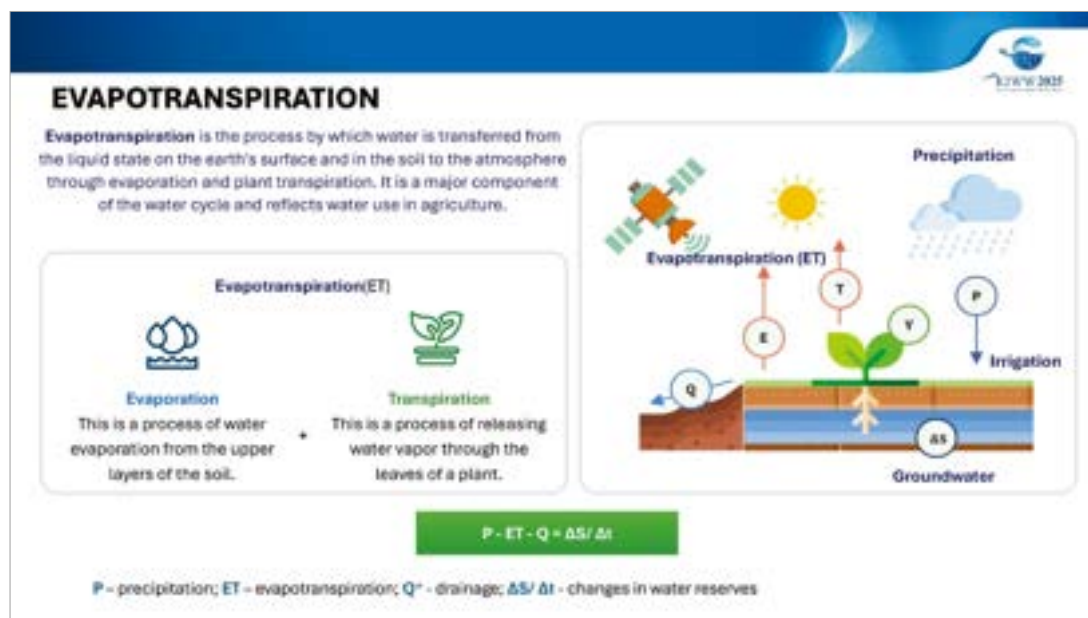 EVAPOTRANSPIRATION
Evapotranspiration is the process by which water is transferred from
the liquid state on the earth's surface and in the soil to the atmosphere
through evaporation and plant transpiration. It is a major component
of the water cycle and reflects water use in agriculture.
Evapotranspiration(ET)
Evaporation
This is a process of water
evaporation from the upper
layers of the soil.
+
Transpiration
This is a process of releasing
water vapor through the
leaves of a plant.
Precipitation
Evapotranspiration (ET)
T
P
E
Y
Irrigation
Q
ΔS
Groundwater
P - ET - Q = ΔS/ Δt
P – precipitation; ET – evapotranspiration; Q" - drainage; ΔS/ Δt - changes in water reserves